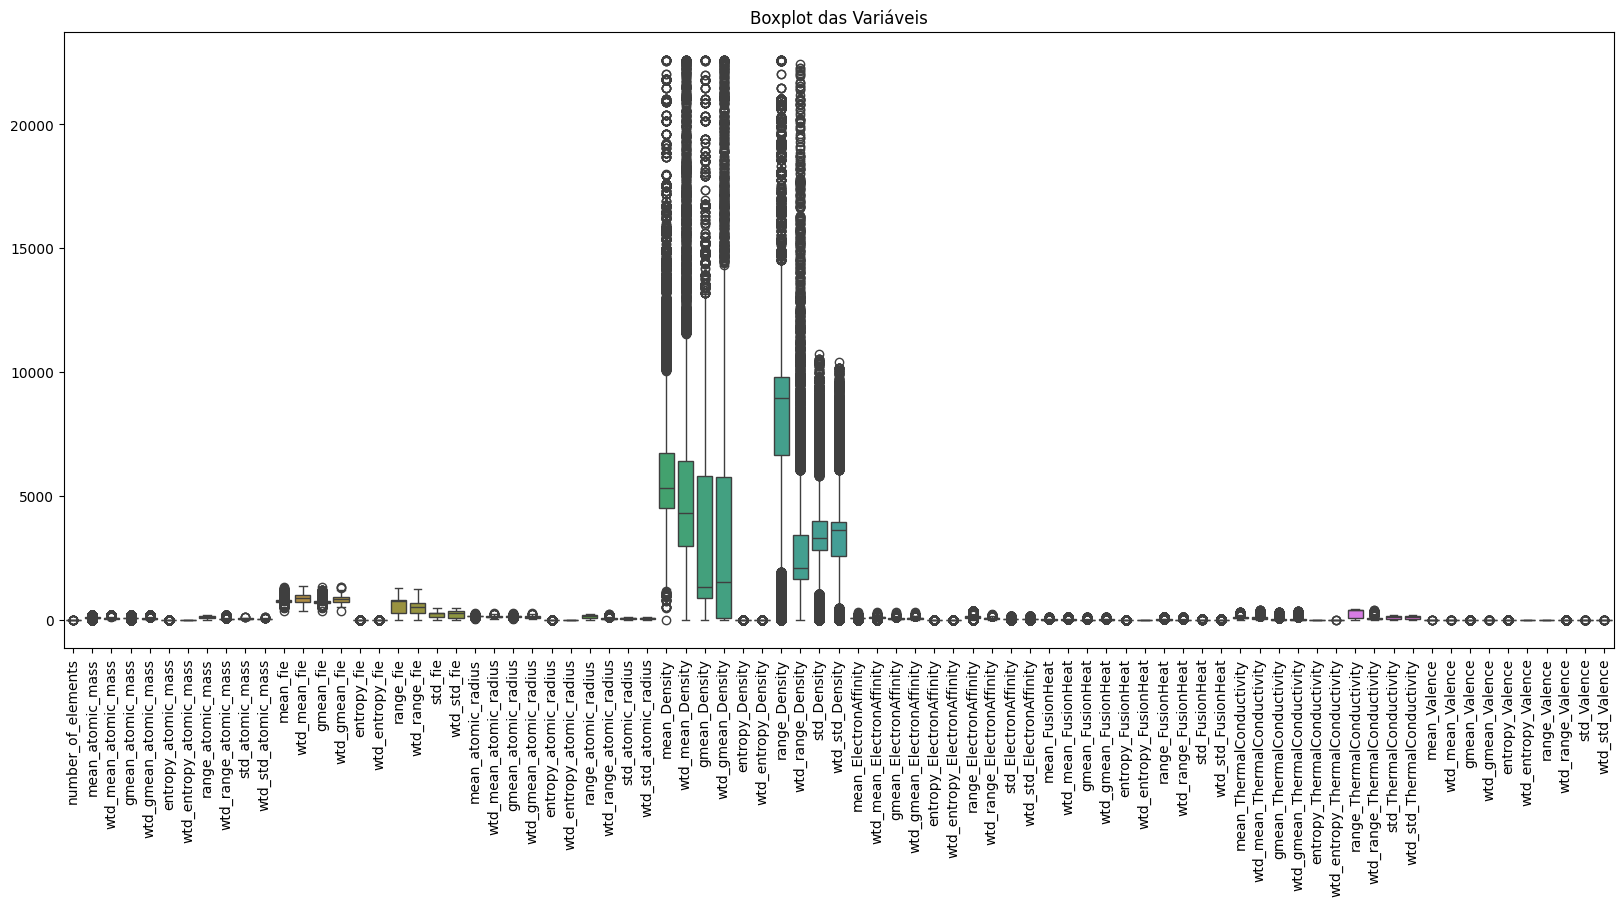 Boxplot das Variáveis
20000
15000
10000
5000
0
number_of_elements
mean_atomic_mass
wtd_mean_atomic_mass
gmean_atomic_mass
wtd_gmean_atomic_mass
entropy_atomic_mass
wtd_entropy_atomic_mass
range_atomic_mass
wtd_range_atomic_mass
std_atomic_mass
wtd_std_atomic_mass
mean_fie
wtd_mean_fie
gmean_fie
wtd_gmean_fie
entropy_fie
wtd_entropy_fie
range_fie
wtd_range_fie
std_fie
wtd_std_fie
mean_atomic_radius
wtd_mean_atomic_radius
gmean_atomic_radius
wtd_gmean_atomic_radius
entropy_atomic_radius
wtd_entropy_atomic_radius
range_atomic_radius
wtd_range_atomic_radius
std_atomic_radius
wtd_std_atomic_radius
mean_Density
wtd_mean_Density
gmean_Density
wtd_gmean_Density
entropy_Density
wtd_entropy_Density
range_Density
wtd_range_Density
std_Density
wtd_std_Density
mean_ElectronAffinity
wtd_mean_ElectronAffinity
gmean_ElectronAffinity
wtd_gmean_ElectronAffinity
entropy_ElectronAffinity
wtd_entropy_ElectronAffinity
range_ElectronAffinity
wtd_range_ElectronAffinity
std_ElectronAffinity
wtd_std_ElectronAffinity
mean_FusionHeat
wtd_mean_FusionHeat
gmean_FusionHeat
wtd_gmean_FusionHeat
entropy_FusionHeat
wtd_entropy_FusionHeat
range_FusionHeat
wtd_range_FusionHeat
std_FusionHeat
wtd_std_FusionHeat
mean_ThermalConductivity
wtd_mean_ThermalConductivity
gmean_ThermalConductivity
wtd_gmean_ThermalConductivity
entropy_ThermalConductivity
wtd_entropy_ThermalConductivity
range_ThermalConductivity
wtd_range_ThermalConductivity
std_ThermalConductivity
wtd_std_ThermalConductivity
mean_Valence
wtd_mean_Valence
gmean_Valence
wtd_gmean_Valence
entropy_Valence
wtd_entropy_Valence
range_Valence
wtd_range_Valence
std_Valence
wtd_std_Valence